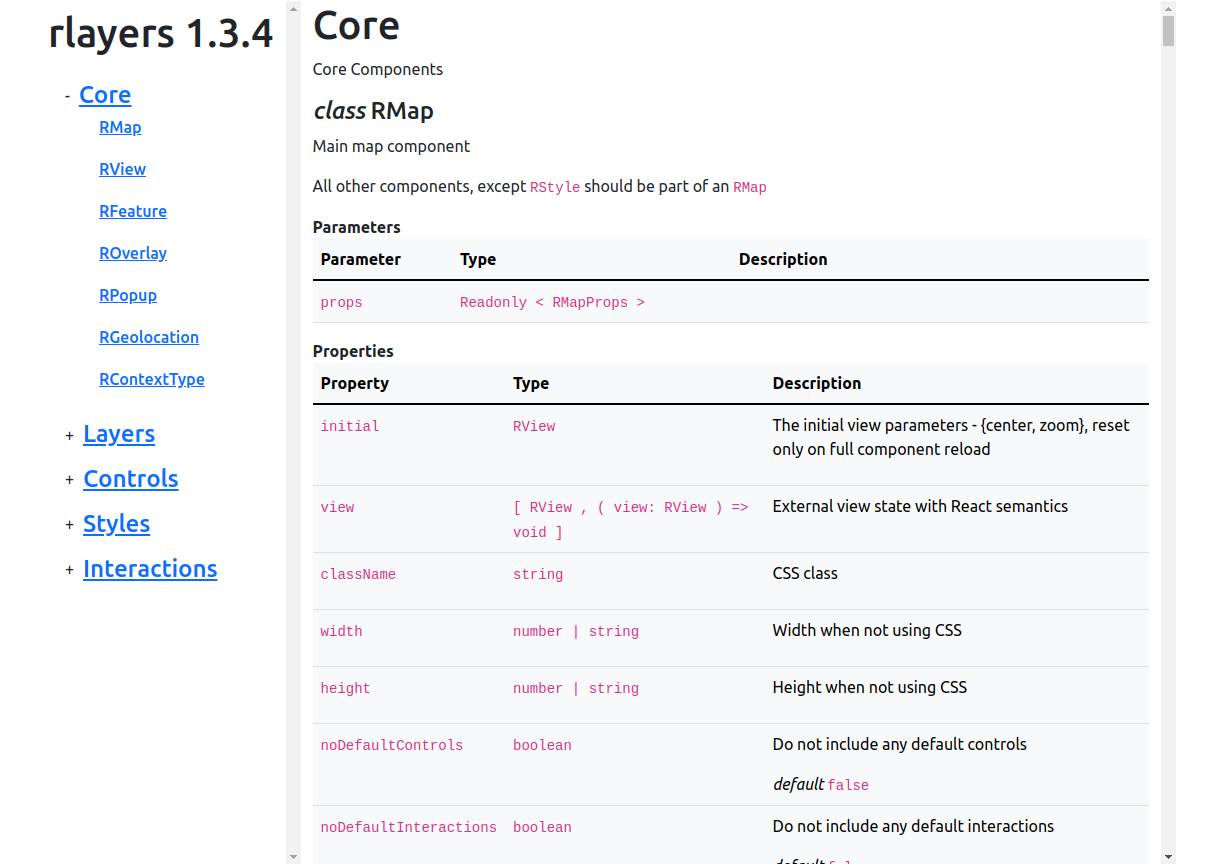 rlayers 1.3.4
- Core
RMap
RView
RFeature
ROverlay
RPopup
RGeolocation
RContextType
+ Layers
+ Controls
+ Styles
+ Interactions
Core
Core Components
class RMap
Main map component
All other components, except RStyle should be part of an RMap
Parameters
Parameter Type Description
props Readonly < RMapProps >
Properties
Property Type Description
initial RView The initial view parameters - {center, zoom}, reset
only on full component reload
view [ RView , ( view: RView ) => External view state with React semantics
void ]
className string CSS class
width number | string Width when not using CSS
height number | string Height when not using CSS
noDefaultControls boolean Do not include any default controls
default false
noDefaultInteractions boolean Do not include any default interactions